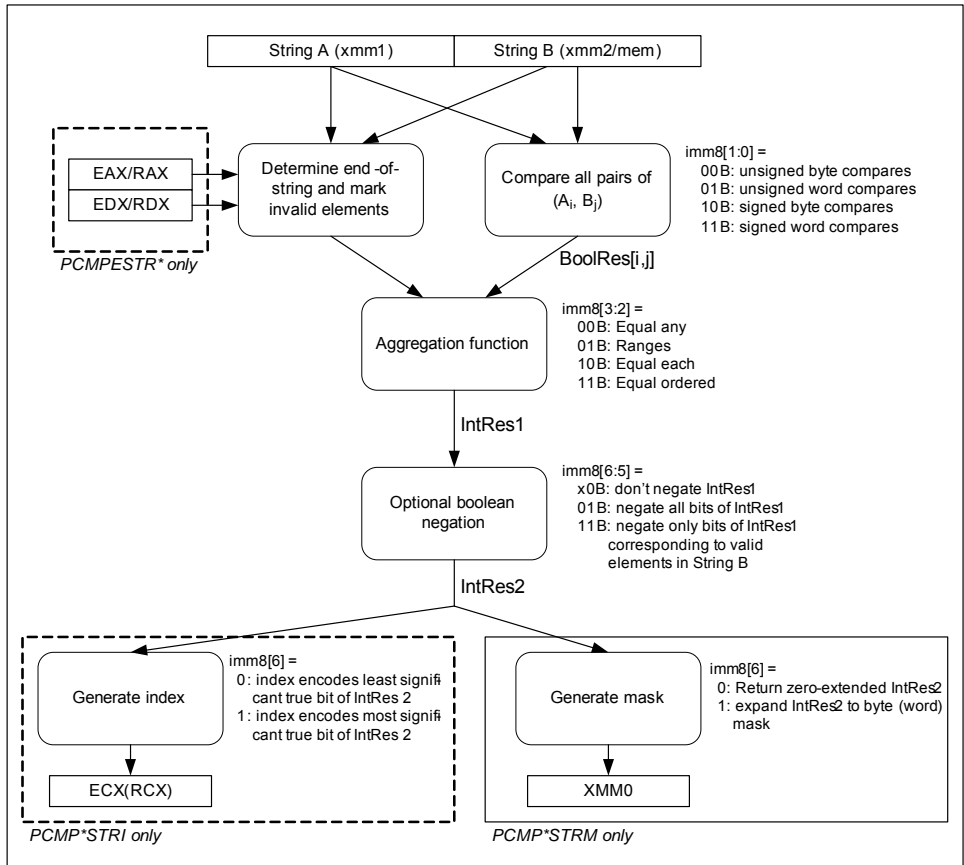 String A (xmm1)
String B (xmm2/mem)
EAX/RAX
EDX/RDX
PCMPESTR* only
Determine end-of-
string and mark
invalid elements
Compare all pairs of
(Ai, Bj)
imm8[1:0] =
00B: unsigned byte compares
01B: unsigned word compares
10B: signed byte compares
11B: signed word compares
BoolRes[i,j]
Aggregation function
imm8[3:2] =
00B: Equal any
01B: Ranges
10B: Equal each
11B: Equal ordered
IntRes1
Optional boolean
negation
imm8[6:5] =
x0B: don't negate IntRes1
01B: negate all bits of IntRes1
11B: negate only bits of IntRes1
corresponding to valid
elements in String B
IntRes2
Generate index
imm8[6] =
0: index encodes least signifi-
cant true bit of IntRes 2
1: index encodes most signifi-
cant true bit of IntRes 2
ECX(RCX)
PCMP*STRI only
Generate mask
imm8[6] =
0: Return zero-extended IntRes2
1: expand IntRes2 to byte (word)
mask
XMM0
PCMP*STRM only